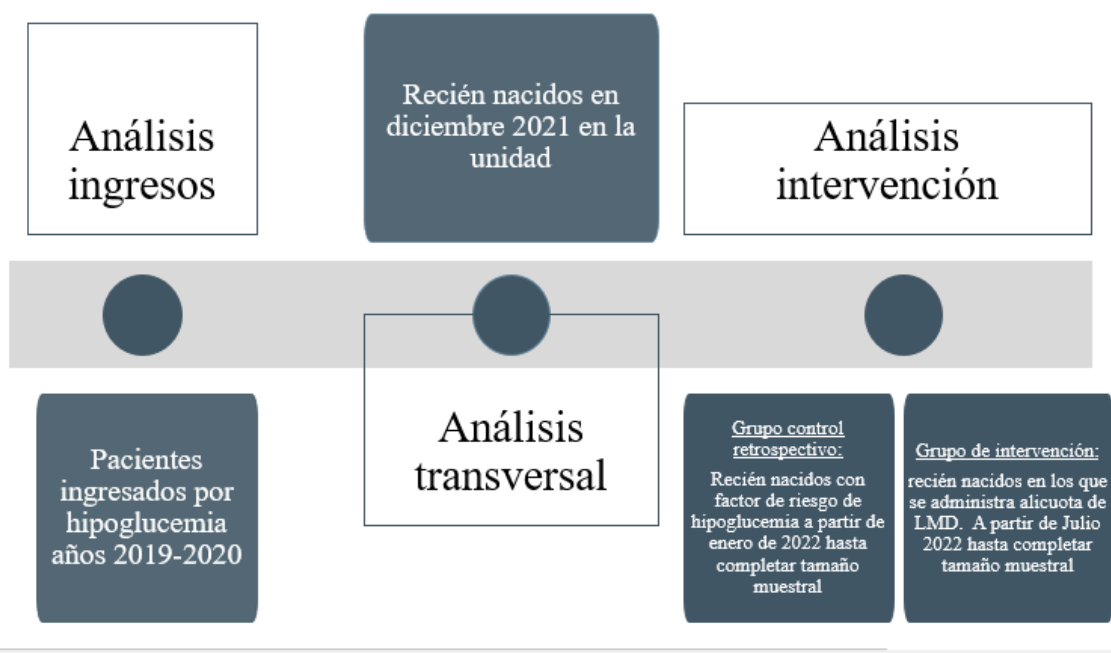 Análisis
ingresos
Pacientes
ingresados por
hipoglucemia
años 2019-2020
Recién nacidos en
diciembre 2021 en la
unidad
Análisis
transversal
Análisis
intervención
Grupo control
retrospectivo:
Recién nacidos con
factor de riesgo de
hipoglucemia a partir de
enero de 2022 hasta
completar tamaño
muestral
Grupo de intervención:
recién nacidos en los que
se administra alicuota de
LMD. A partir de Julio
2022 hasta completar
tamaño muestral